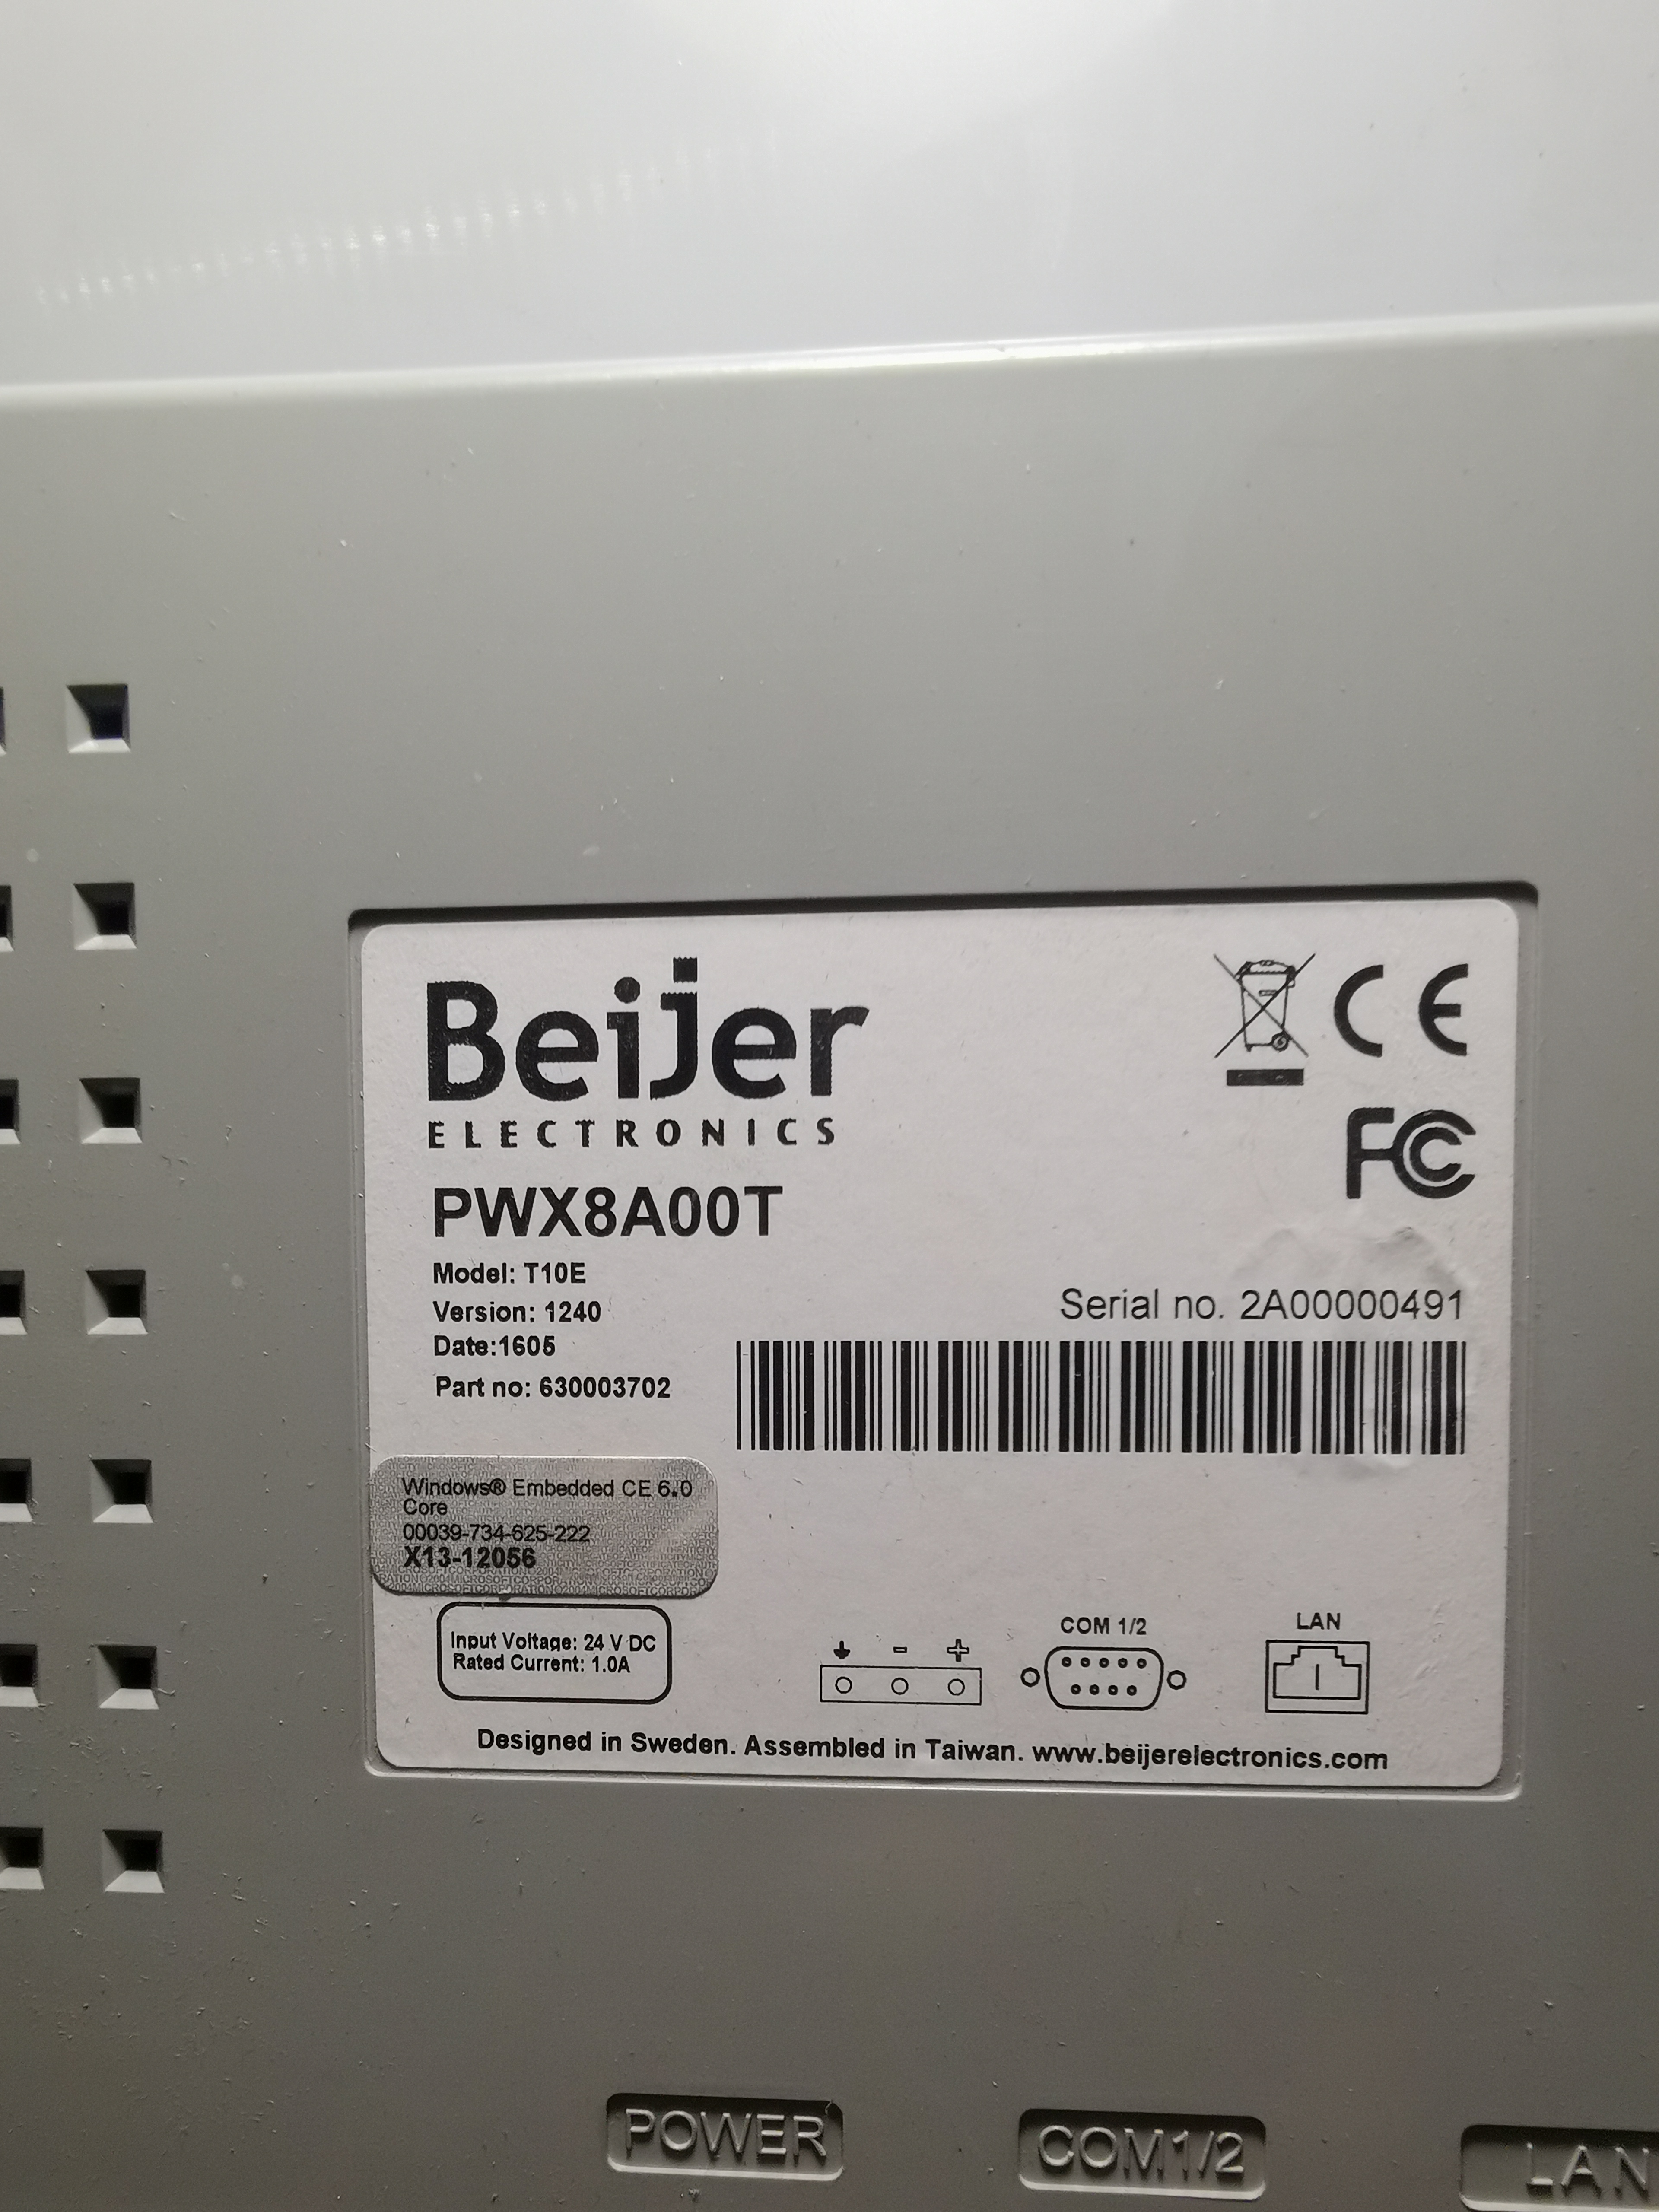 Beijer
ELECTRONICS
CE
FC
PWX8A00T
Model: T10E
Version: 1240
Date:1605
Part no: 630003702
Serial no. 2A00000491
Windows® Embedded CE 6.0
Core
00039-734-625-222
X13-12056
Input Voltage: 24 V DC
Rated Current: 1.0A
- +
COM 1/2
LAN
Designed in Sweden. Assembled in Taiwan. www.beijerelectronics.com
POWER
COM1/2
LAN